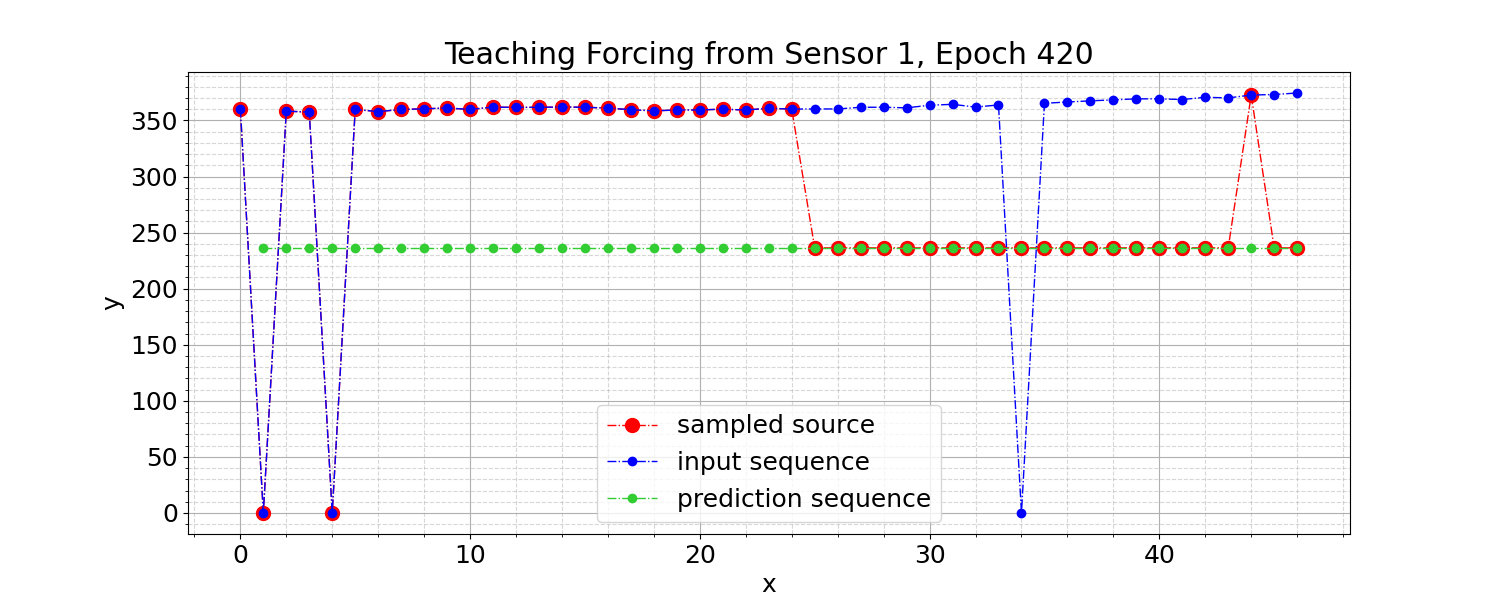 Teaching Forcing from Sensor 1, Epoch 420
350
300
250
200
150
100
50
0
y
sampled source
input sequence
prediction sequence
0 10 20 30 40
x